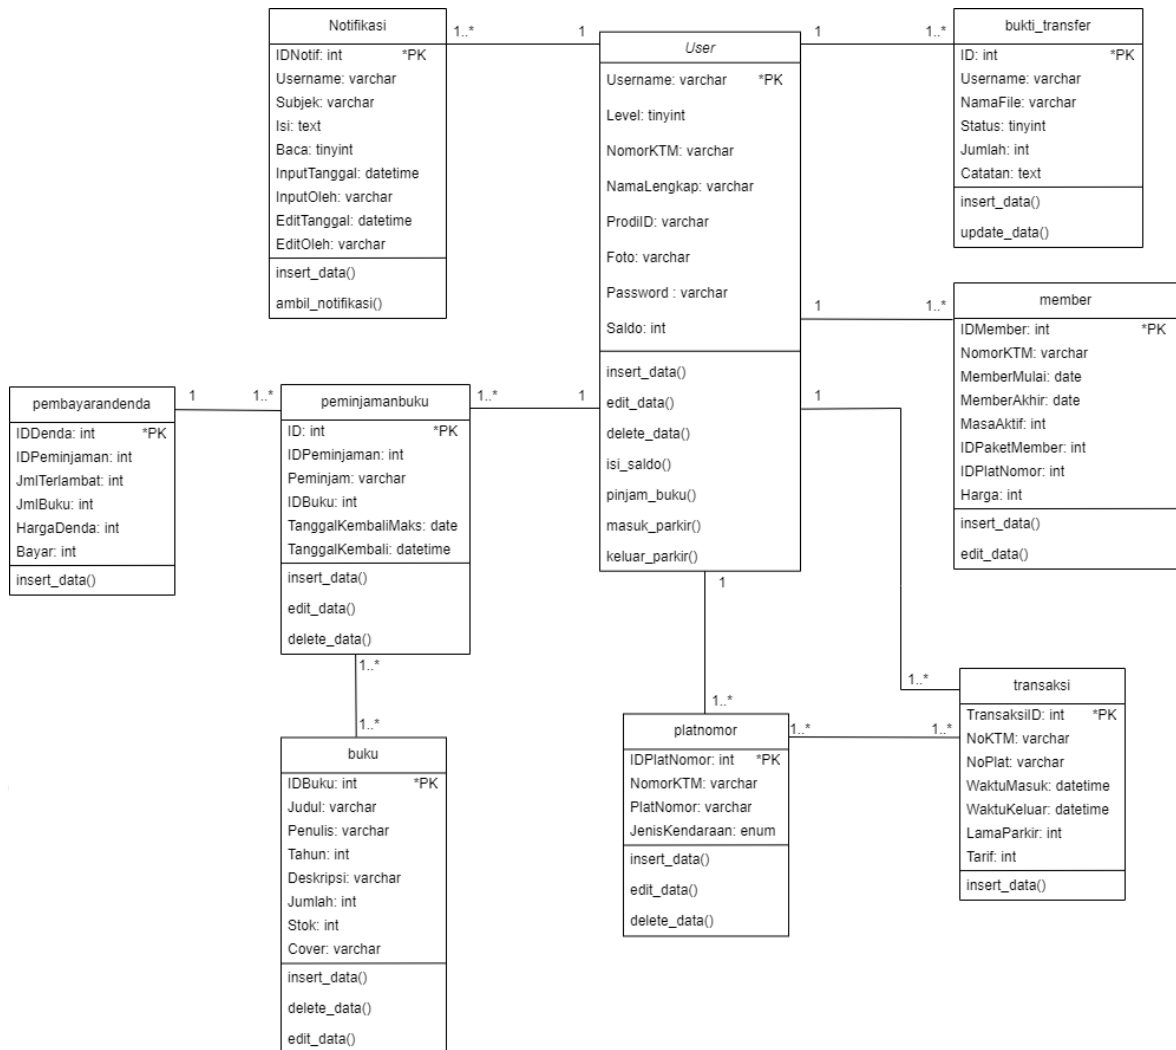 Notifikasi
IDNotif: int *PK
Username: varchar
Subjek: varchar
Isi: text
Baca: tinyint
InputTanggal: datetime
InputOleh: varchar
EditTanggal: datetime
EditOleh: varchar
insert_data()
ambil_notifikasi()
1..*
1
User
Username: varchar *PK
Level: tinyint
NomorKTM: varchar
NamaLengkap: varchar
ProdiID: varchar
Foto: varchar
Password : varchar
Saldo: int
insert_data()
edit_data()
delete_data()
isi_saldo()
pinjam_buku()
masuk_parkir()
keluar_parkir()
1
1..*
bukti_transfer
ID: int *PK
Username: varchar
NamaFile: varchar
Status: tinyint
Jumlah: int
Catatan: text
insert_data()
update_data()
1
1..*
member
IDMember: int *PK
NomorKTM: varchar
MemberMulai: date
MemberAkhir: date
MasaAktif: int
IDPaketMember: int
IDPlatNomor: int
Harga: int
insert_data()
edit_data()
pembayarandenda
IDDenda: int *PK
IDPeminjaman: int
JmlTerlambat: int
JmlBuku: int
HargaDenda: int
Bayar: int
insert_data()
1
1..*
peminjamanbuku
ID: int *PK
IDPeminjaman: int
Peminjam: varchar
IDBuku: int
TanggalKembaliMaks: date
TanggalKembali: datetime
insert_data()
edit_data()
delete_data()
1..*
1
1
1
1..*
1..*
1..*
1..*
buku
IDBuku: int *PK
Judul: varchar
Penulis: varchar
Tahun: int
Deskripsi: varchar
Jumlah: int
Stok: int
Cover: varchar
insert_data()
delete_data()
edit_data()
platnomor
IDPlatNomor: int *PK
NomorKTM: varchar
PlatNomor: varchar
JenisKendaraan: enum
insert_data()
edit_data()
delete_data()
1..*
1..*
transaksi
TransaksiID: int *PK
NoKTM: varchar
NoPlat: varchar
WaktuMasuk: datetime
WaktuKeluar: datetime
LamaParkir: int
Tarif: int
insert_data()